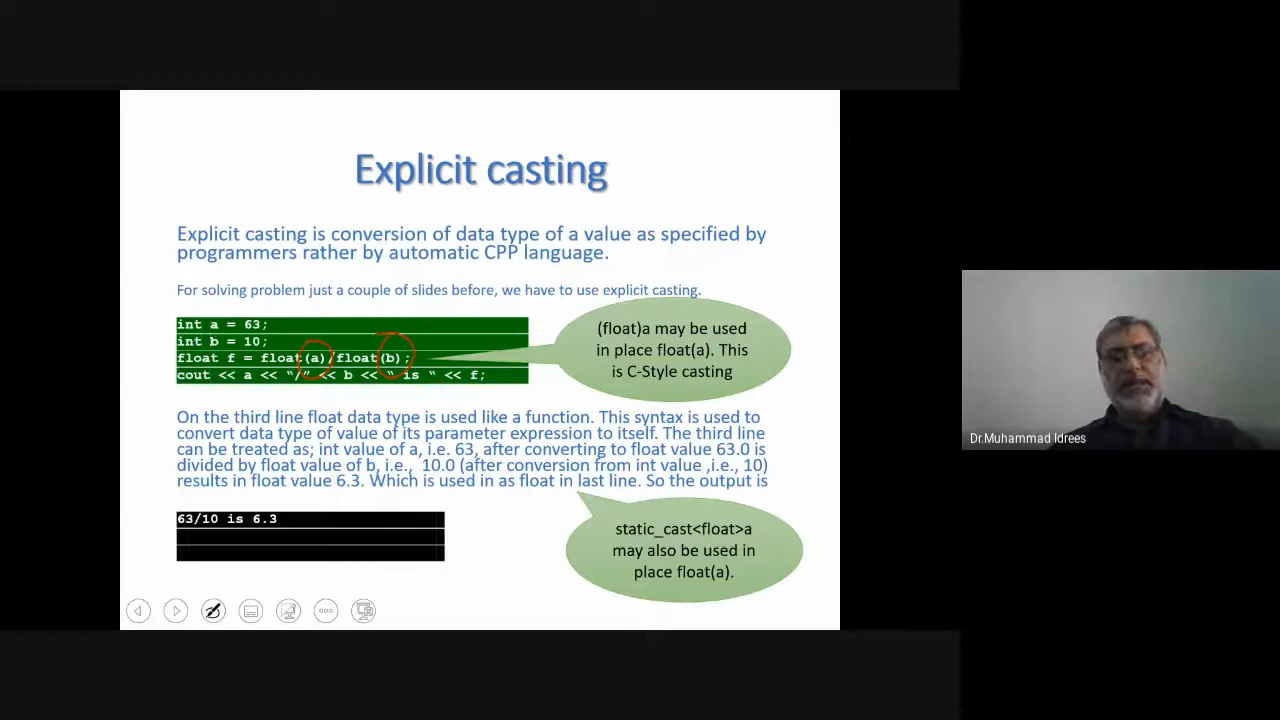 Explicit casting
Explicit casting is conversion of data type of a value as specified by
programmers rather by automatic CPP language.
For solving problem just a couple of slides before, we have to use explicit casting.
int a = 63;
int b = 10;
float f = float(a)/float(b);
cout << a << “/” << b << “ is “ << f;
(float)a may be used
in place float(a). This
is C-Style casting
On the third line float data type is used like a function. This syntax is used to
convert data type of value of its parameter expression to itself. The third line
can be treated as; int value of a, i.e. 63, after converting to float value 63.0 is
divided by float value of b, i.e., 10.0 (after conversion from int value ,i.e., 10)
results in float value 6.3. Which is used in as float in last line. So the output is
63/10 is 6.3
static_cast<float>a
may also be used in
place float(a).
Dr.Muhammad Idrees